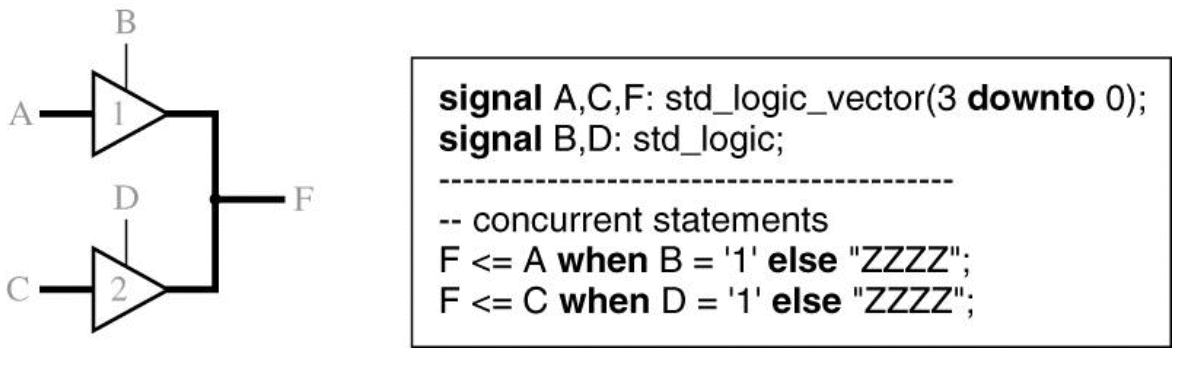 B
A
1
D
F
C
2
signal A,C,F: std_logic_vector(3 downto 0);
signal B,D: std_logic;
-------------------------------------------
-- concurrent statements
F <= A when B = '1' else "ZZZZ";
F <= C when D = '1' else "ZZZZ";